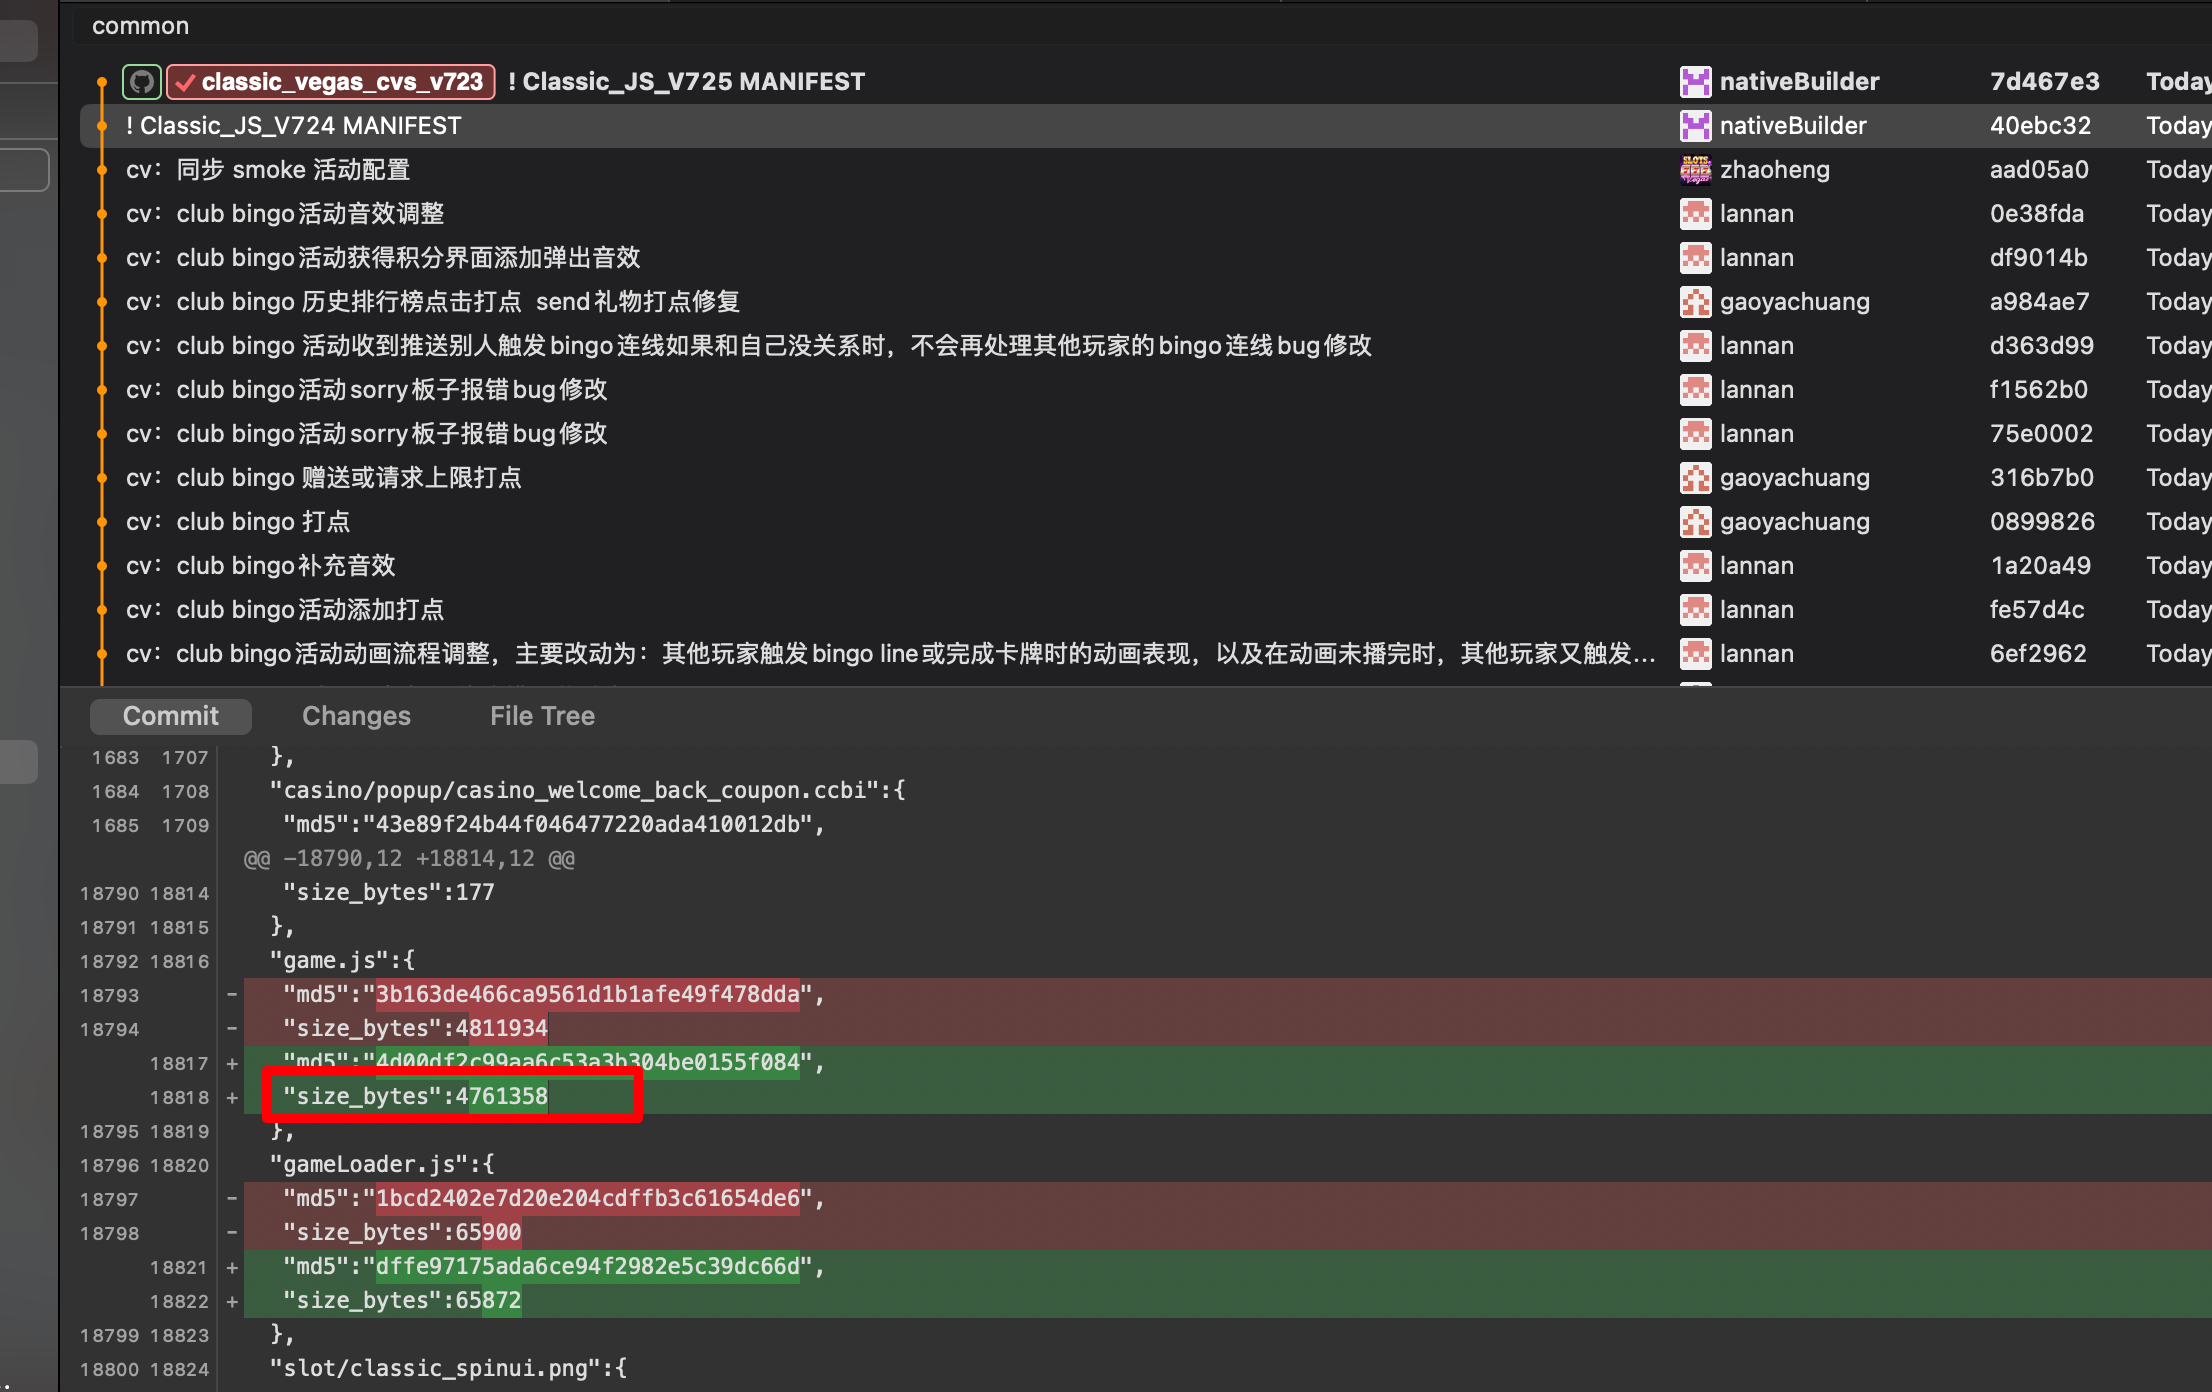 common
classic_vegas_cvs_v723 ! Classic_JS_V725 MANIFEST nativeBuilder 7d467e3 Today
! Classic_JS_V724 MANIFEST nativeBuilder 40ebc32 Today
cv：同步 smoke 活动配置 zhaoheng aad05a0 Today
cv：club bingo活动音效调整 lannan 0e38fda Today
cv：club bingo活动获得积分界面添加弹出音效 lannan df9014b Today
cv：club bingo 历史排行榜点击打点 send礼物打点修复 gaoyachuang a984ae7 Today
cv：club bingo 活动收到推送别人触发bingo连线如果和自己没关系时，不会再处理其他玩家的bingo连线bug修改 lannan d363d99 Today
cv：club bingo活动sorry板子报错bug修改 lannan f1562b0 Today
cv：club bingo活动sorry板子报错bug修改 lannan 75e0002 Today
cv：club bingo 赠送或请求上限打点 gaoyachuang 316b7b0 Today
cv：club bingo 打点 gaoyachuang 0899826 Today
cv：club bingo补充音效 lannan 1a20a49 Today
cv：club bingo活动添加打点 lannan fe57d4c Today
cv：club bingo活动动画流程调整，主要改动为：其他玩家触发bingo line或完成卡牌时的动画表现，以及在动画未播完时，其他玩家又触发... lannan 6ef2962 Today
Commit Changes File Tree
1683 1707 },
1684 1708 "casino/popup/casino_welcome_back_coupon.ccbi":{
1685 1709 "md5":"43e89f24b44f046477220ada410012db",
@@ -18790,12 +18814,12 @@
18790 18814 "size_bytes":177
18791 18815 },
18792 18816 "game.js":{
18793 - "md5":"3b163de466ca9561d1b1afe49f478dda",
18794 - "size_bytes":4811934
18817 + "md5":"4d00df2c99aa6c53a3b304be0155f084",
18818 + "size_bytes":4761358
18795 18819 },
18796 18820 "gameLoader.js":{
18797 - "md5":"1bcd2402e7d20e204cdffb3c61654de6",
18798 - "size_bytes":65900
18821 + "md5":"dffe97175ada6ce94f2982e5c39dc66d",
18822 + "size_bytes":65872
18799 18823 },
18800 18824 "slot/classic_spinui.png":{